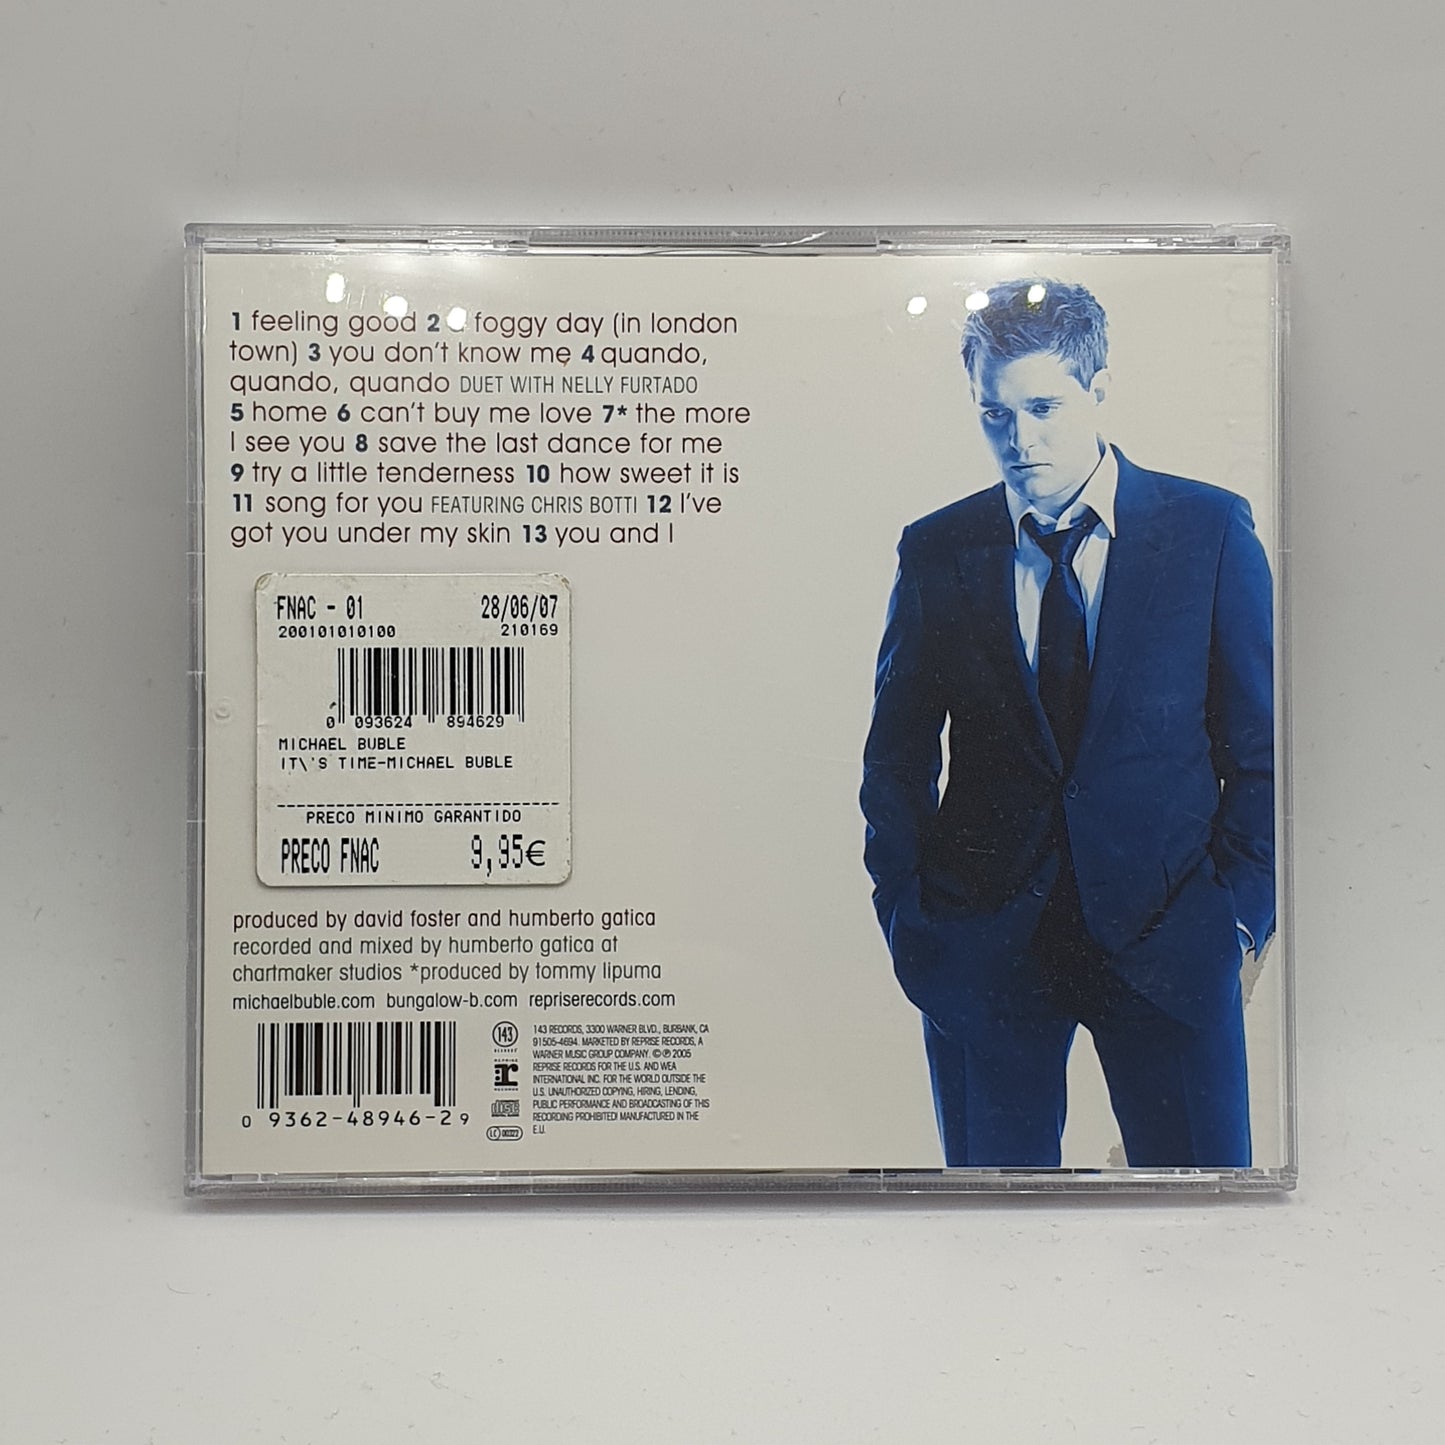 1 feeling good 2 a foggy day (in london
town) 3 you don't know me 4 quando,
quando, quando DUET WITH NELLY FURTADO
5 home 6 can't buy me love 7* the more
I see you 8 save the last dance for me
9 try a little tenderness 10 how sweet it is
11 song for you FEATURING CHRIS BOTTI 12 I've
got you under my skin 13 you and I
FNAC - 01 28/06/07
200101010100 210169
0 093624 894629
MICHAEL BUBLE
IT\'S TIME-MICHAEL BUBLE
PRECO MINIMO GARANTIDO
PRECO FNAC 9,95€
produced by david foster and humberto gatica
recorded and mixed by humberto gatica at
chartmaker studios *produced by tommy lipuma
michaelbuble.com bungalow-b.com repriserecords.com
0 9362-48946-2 9
143
RECORDS
REPRISE
r
RECORDS
disc
LC 00322
143 RECORDS, 3300 WARNER BLVD., BURBANK, CA
91505-4694. MARKETED BY REPRISE RECORDS, A
WARNER MUSIC GROUP COMPANY. © ℗ 2005
REPRISE RECORDS FOR THE U.S. AND WEA
INTERNATIONAL INC. FOR THE WORLD OUTSIDE THE
U.S. UNAUTHORIZED COPYING, HIRING, LENDING,
PUBLIC PERFORMANCE AND BROADCASTING OF THIS
RECORDING PROHIBITED! MANUFACTURED IN THE
E.U.